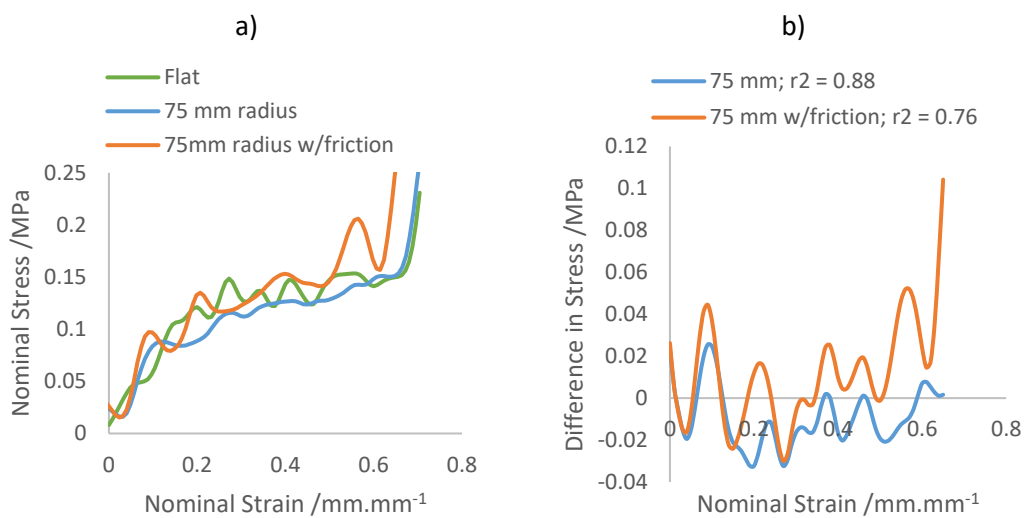 a)
Flat
75 mm radius
75mm radius w/friction
0.25
0.2
0.15
0.1
0.05
0
0
0.2
0.4
0.6
0.8
Nominal Stress /MPa
Nominal Strain /mm.mm⁻¹
b)
75 mm; r2 = 0.88
75 mm w/friction; r2 = 0.76
0.12
0.1
0.08
0.06
0.04
0.02
0
-0.02
-0.04
0
0.2
0.4
0.6
0.8
Difference in Stress /MPa
Nominal Strain /mm.mm⁻¹